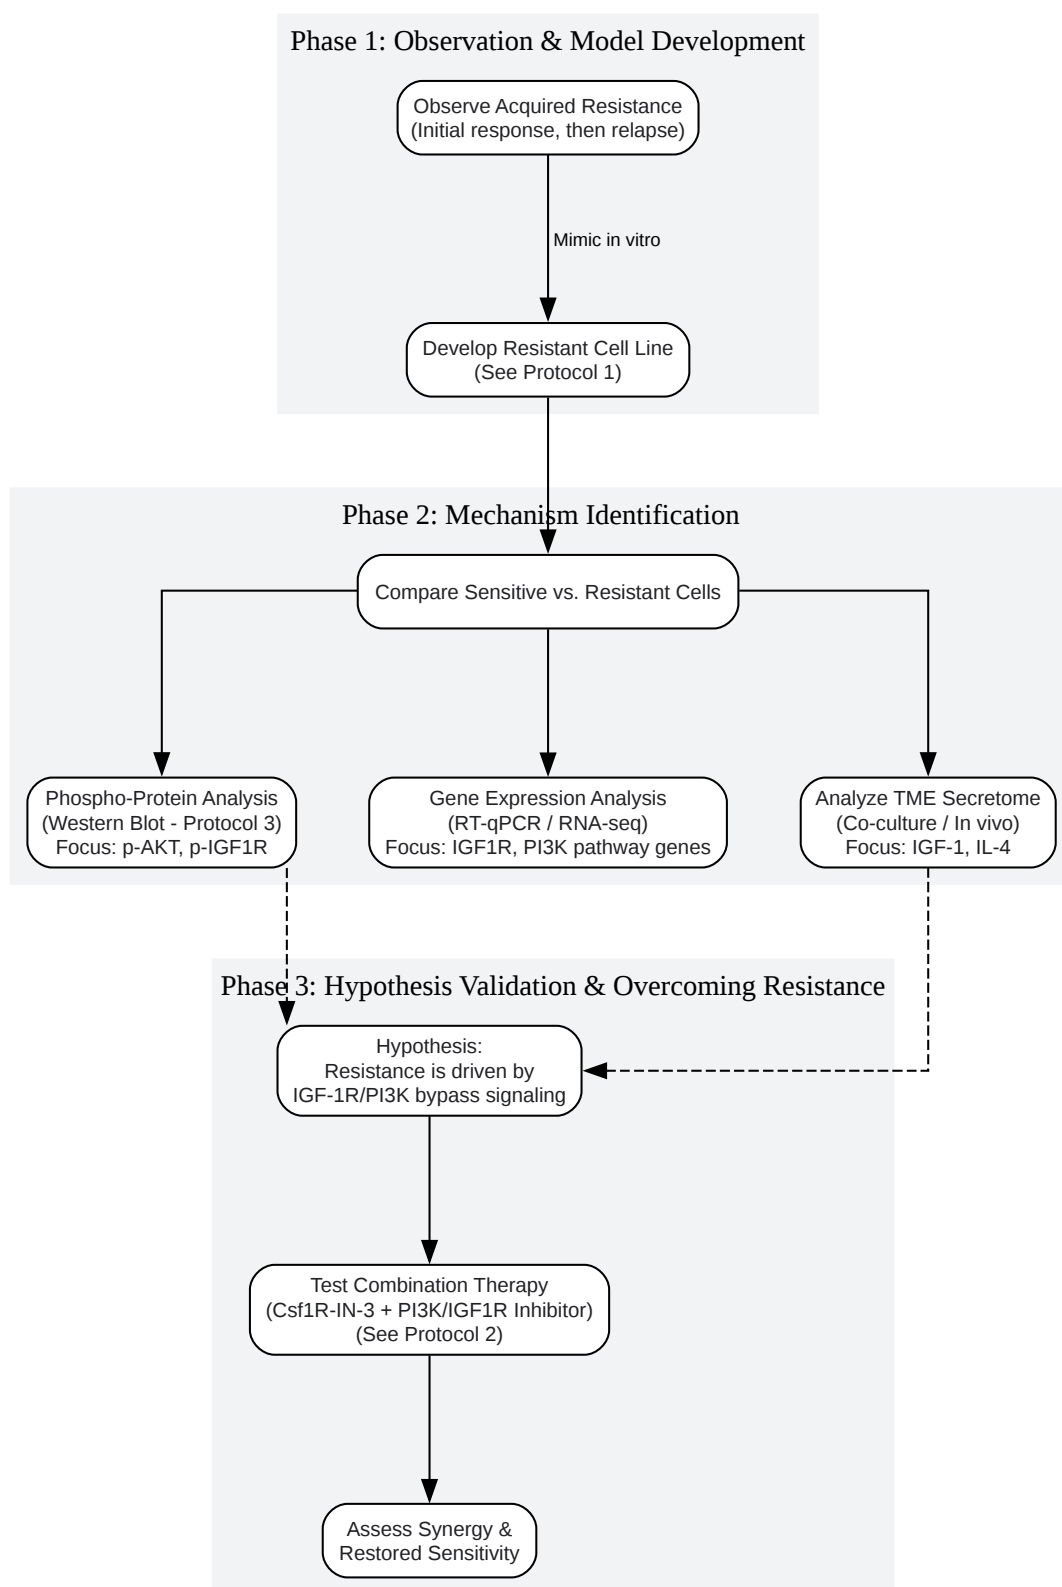 Phase 1: Observation & Model Development
Observe Acquired Resistance
(Initial response, then relapse)
Mimic in vitro
Develop Resistant Cell Line
(See Protocol 1)
Phase 2: Mechanism Identification
Compare Sensitive vs. Resistant Cells
Phospho-Protein Analysis
(Western Blot - Protocol 3)
Focus: p-AKT, p-IGF1R
Gene Expression Analysis
(RT-qPCR / RNA-seq)
Focus: IGF1R, PI3K pathway genes
Analyze TME Secretome
(Co-culture / In vivo)
Focus: IGF-1, IL-4
Phase 3: Hypothesis Validation & Overcoming Resistance
Hypothesis:
Resistance is driven by
IGF-1R/PI3K bypass signaling
Test Combination Therapy
(Csf1R-IN-3 + PI3K/IGF1R Inhibitor)
(See Protocol 2)
Assess Synergy &
Restored Sensitivity